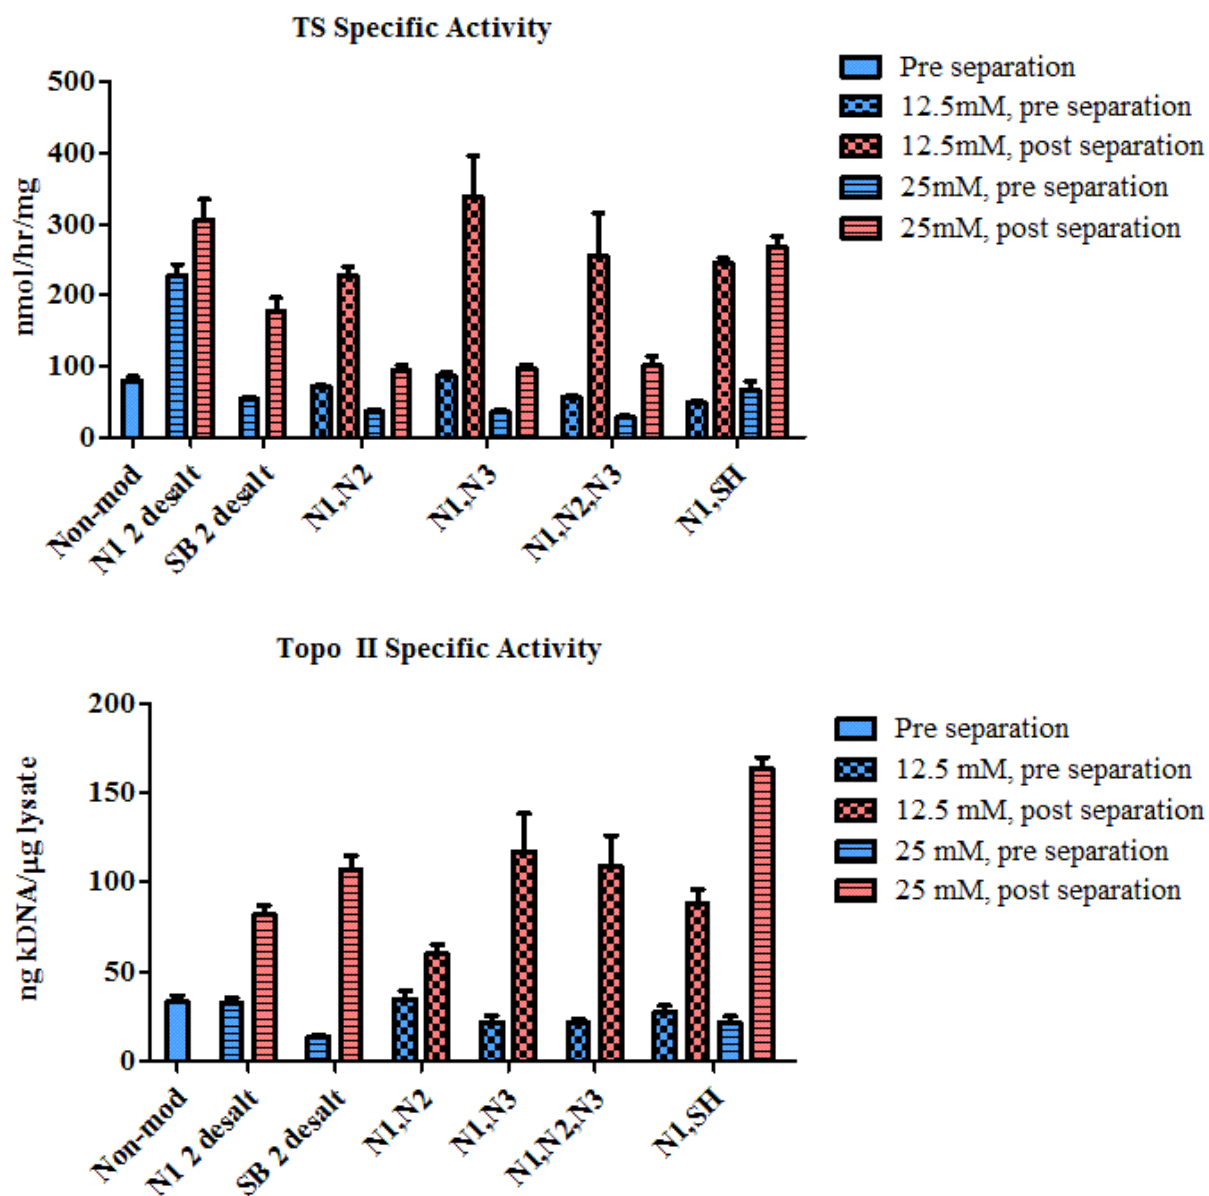 TS Specific Activity
nmol/hr/mg
500
400
300
200
100
0
Non-mod
N1 2 desalt
SB 2 desalt
N1,N2
N1,N3
N1,N2,N3
N1,SH
Pre separation
12.5mM, pre separation
12.5mM, post separation
25mM, pre separation
25mM, post separation
Topo II Specific Activity
ng kDNA/µg lysate
200
150
100
50
0
Non-mod
N1 2 desalt
SB 2 desalt
N1,N2
N1,N3
N1,N2,N3
N1,SH
Pre separation
12.5 mM, pre separation
12.5 mM, post separation
25 mM, pre separation
25 mM, post separation